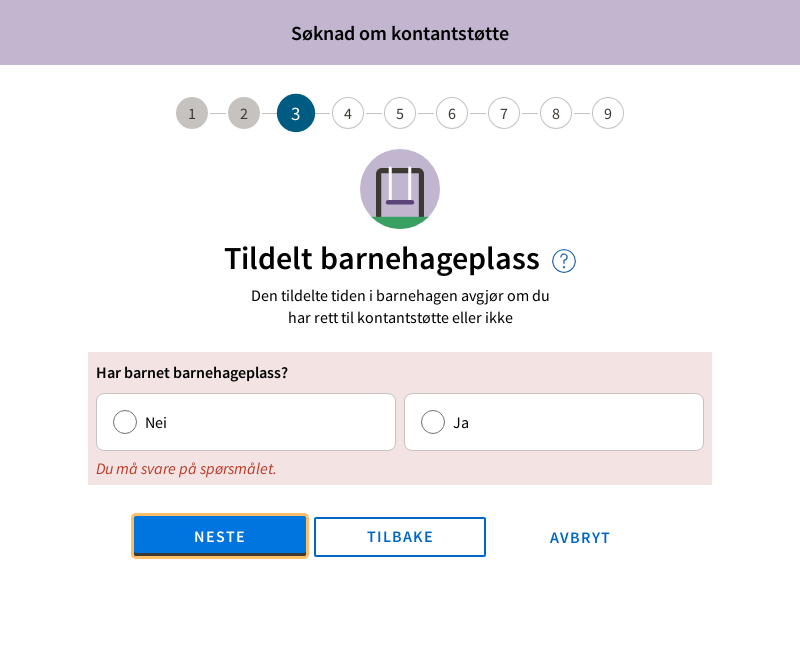 Søknad om kontantstøtte
1 2 3 4 5 6 7 8 9
Tildelt barnehageplass ?
Den tildelte tiden i barnehagen avgjør om du
har rett til kontantstøtte eller ikke
Har barnet barnehageplass?
Nei Ja
Du må svare på spørsmålet.
NESTE TILBAKE AVBRYT